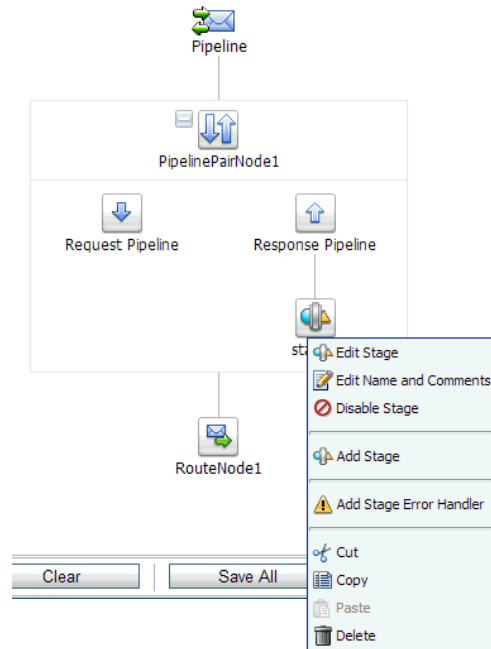 Pipeline
PipelinePairNode1
Request Pipeline
Response Pipeline
Edit Stage
Edit Name and Comments
Disable Stage
RouteNode1
Add Stage
Add Stage Error Handler
Cut
Clear
Save All
Copy
Paste
Delete